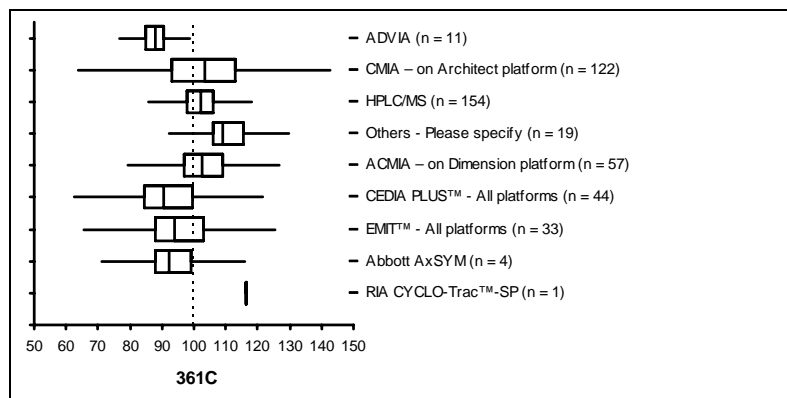 ADVIA (n = 11)
CMIA – on Architect platform (n = 122)
HPLC/MS (n = 154)
Others - Please specify (n = 19)
ACMIA – on Dimension platform (n = 57)
CEDIA PLUS™ - All platforms (n = 44)
EMIT™ - All platforms (n = 33)
Abbott AxSYM (n = 4)
RIA CYCLO-Trac™-SP (n = 1)
50 60 70 80 90 100 110 120 130 140 150
361C